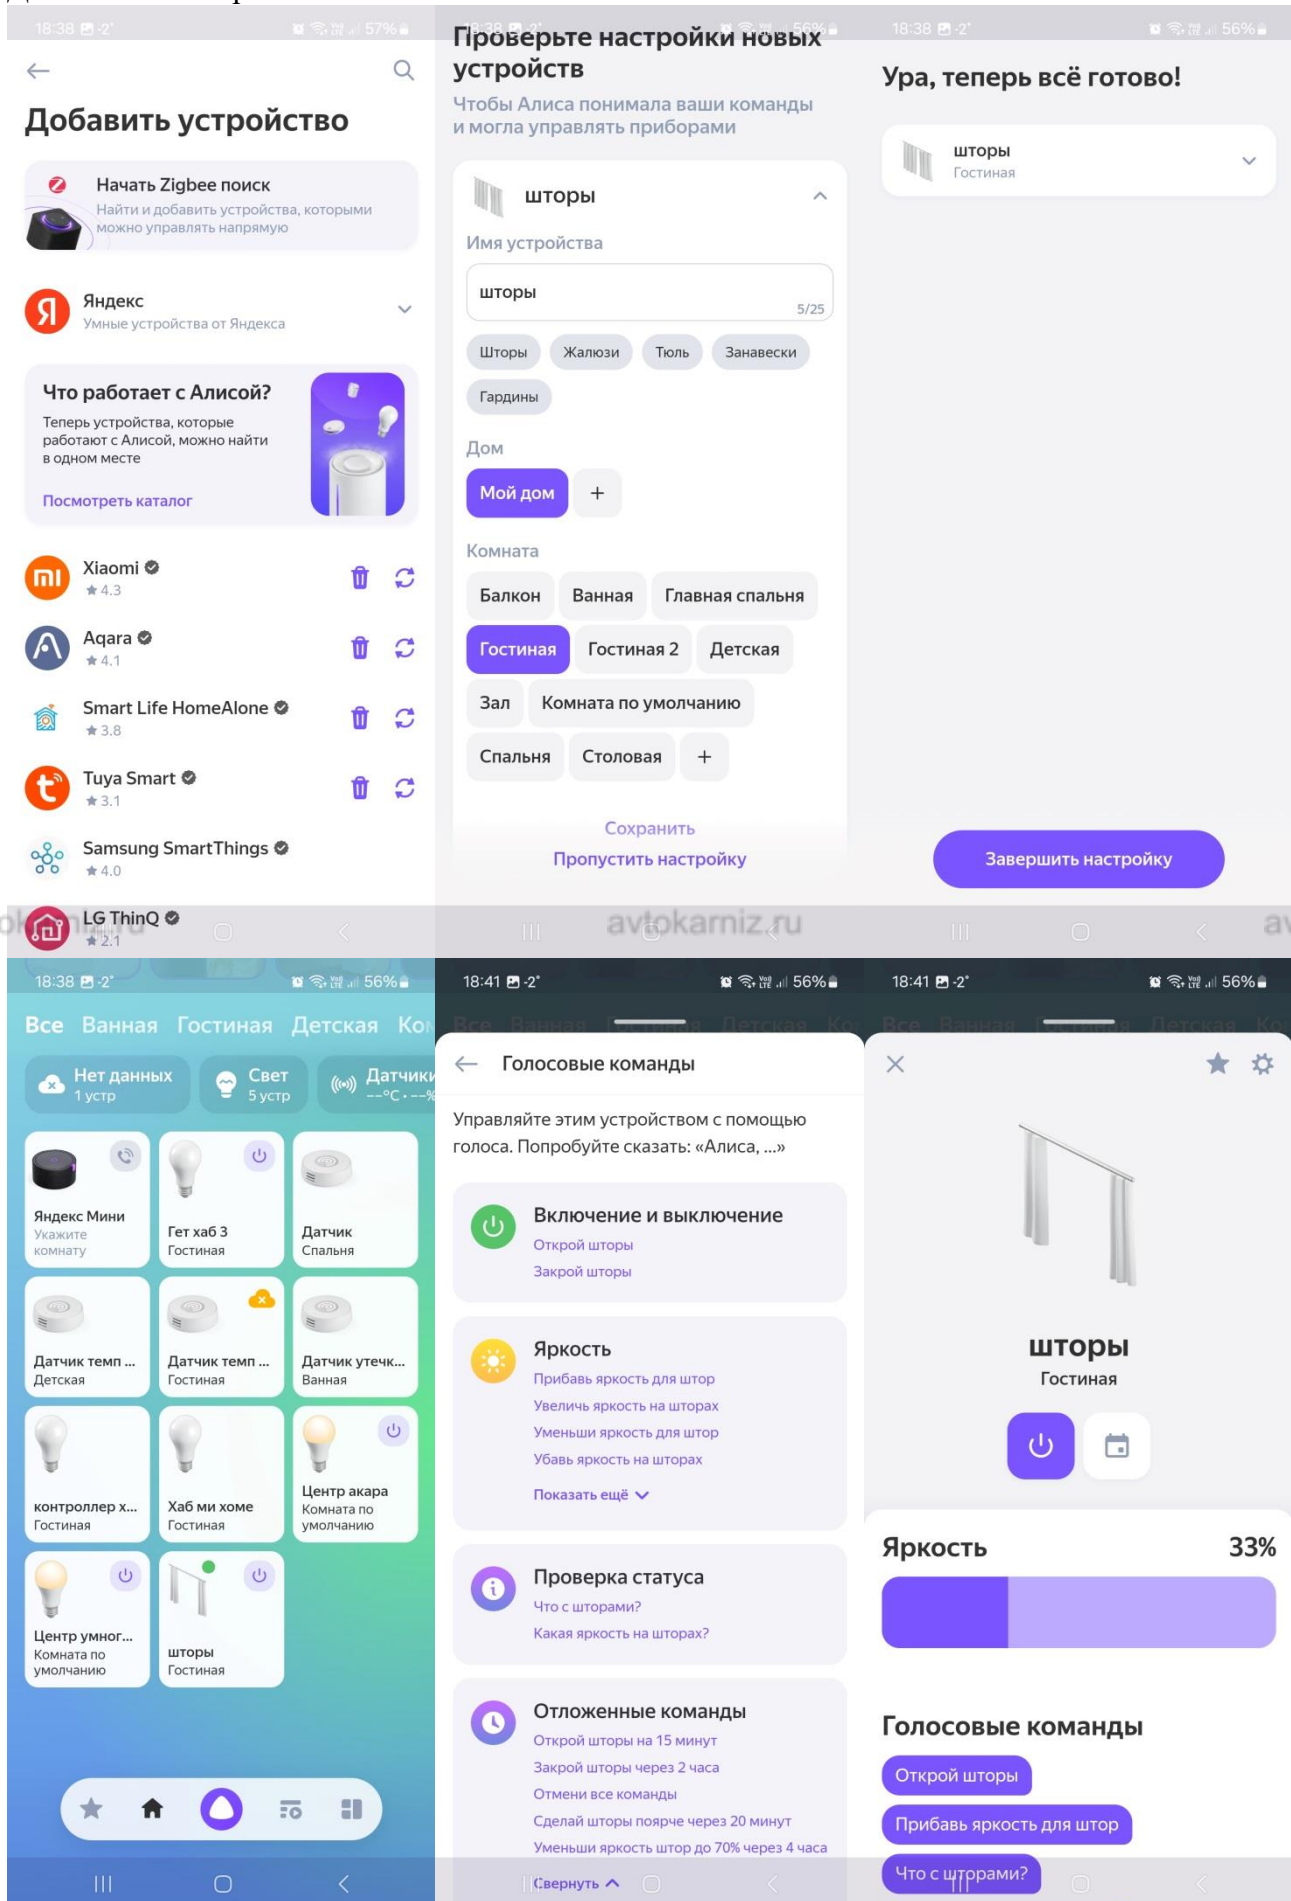 18:38 -2°
57%
Добавить устройство
Начать Zigbee поиск
Найти и добавить устройства, которыми
можно управлять напрямую
Яндекс
Умные устройства от Яндекса
Что работает с Алисой?
Теперь устройства, которые
работают с Алисой, можно найти
в одном месте
Посмотреть каталог
Xiaomi
4.3
Aqara
4.1
Smart Life HomeAlone
3.8
Tuya Smart
3.1
Samsung SmartThings
4.0
LG ThinQ
2.1
18:38 -2°
56%
Проверьте настройки новых
устройств
Чтобы Алиса понимала ваши команды
и могла управлять приборами
шторы
Имя устройства
шторы
5/25
Шторы Жалюзи Тюль Занавески
Гардины
Дом
Мой дом +
Комната
Балкон Ванная Главная спальня
Гостиная Гостиная 2 Детская
Зал Комната по умолчанию
Спальня Столовая +
Сохранить
Пропустить настройку
avtokarniz.ru
18:38 -2°
56%
Ура, теперь всё готово!
шторы
Гостиная
Завершить настройку
18:38 -2°
56%
Все Ванная Гостиная Детская
Нет данных
1 устр
Свет
5 устр
Датчики
--°C · --%
Яндекс Мини
Укажите
комнату
Гет хаб 3
Гостиная
Датчик
Спальня
Датчик темп ...
Детская
Датчик темп ...
Гостиная
Датчик утечк...
Ванная
контроллер х...
Гостиная
Хаб ми хоме
Гостиная
Центр акара
Комната по
умолчанию
Центр умног...
Комната по
умолчанию
шторы
Гостиная
18:41 -2°
56%
Голосовые команды
Управляйте этим устройством с помощью
голоса. Попробуйте сказать: «Алиса, ...»
Включение и выключение
Открой шторы
Закрой шторы
Яркость
Прибавь яркость для штор
Увеличь яркость на шторах
Уменьши яркость для штор
Убавь яркость на шторах
Показать ещё
Проверка статуса
Что с шторами?
Какая яркость на шторах?
Отложенные команды
Открой шторы на 15 минут
Закрой шторы через 2 часа
Отмени все команды
Сделай шторы поярче через 20 минут
Уменьши яркость штор до 70% через 4 часа
Свернуть
18:41 -2°
56%
шторы
Гостиная
Яркость 33%
Голосовые команды
Открой шторы
Прибавь яркость для штор
Что с шторами?